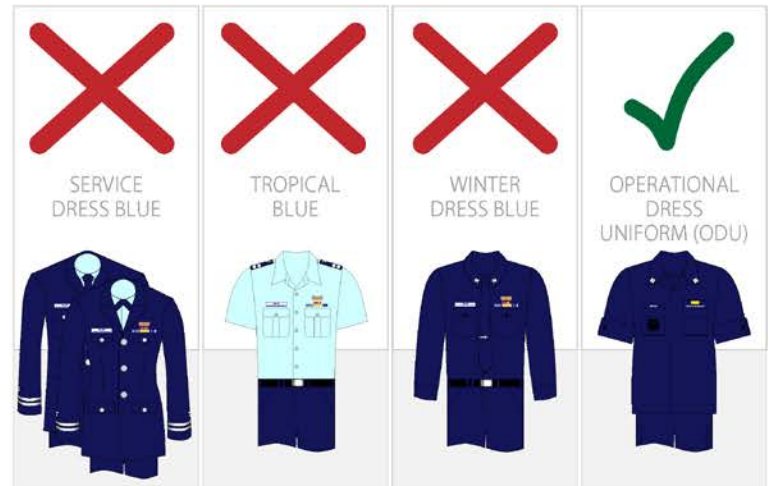 SERVICE
DRESS BLUE
TROPICAL
BLUE
WINTER
DRESS BLUE
OPERATIONAL
DRESS
UNIFORM (ODU)